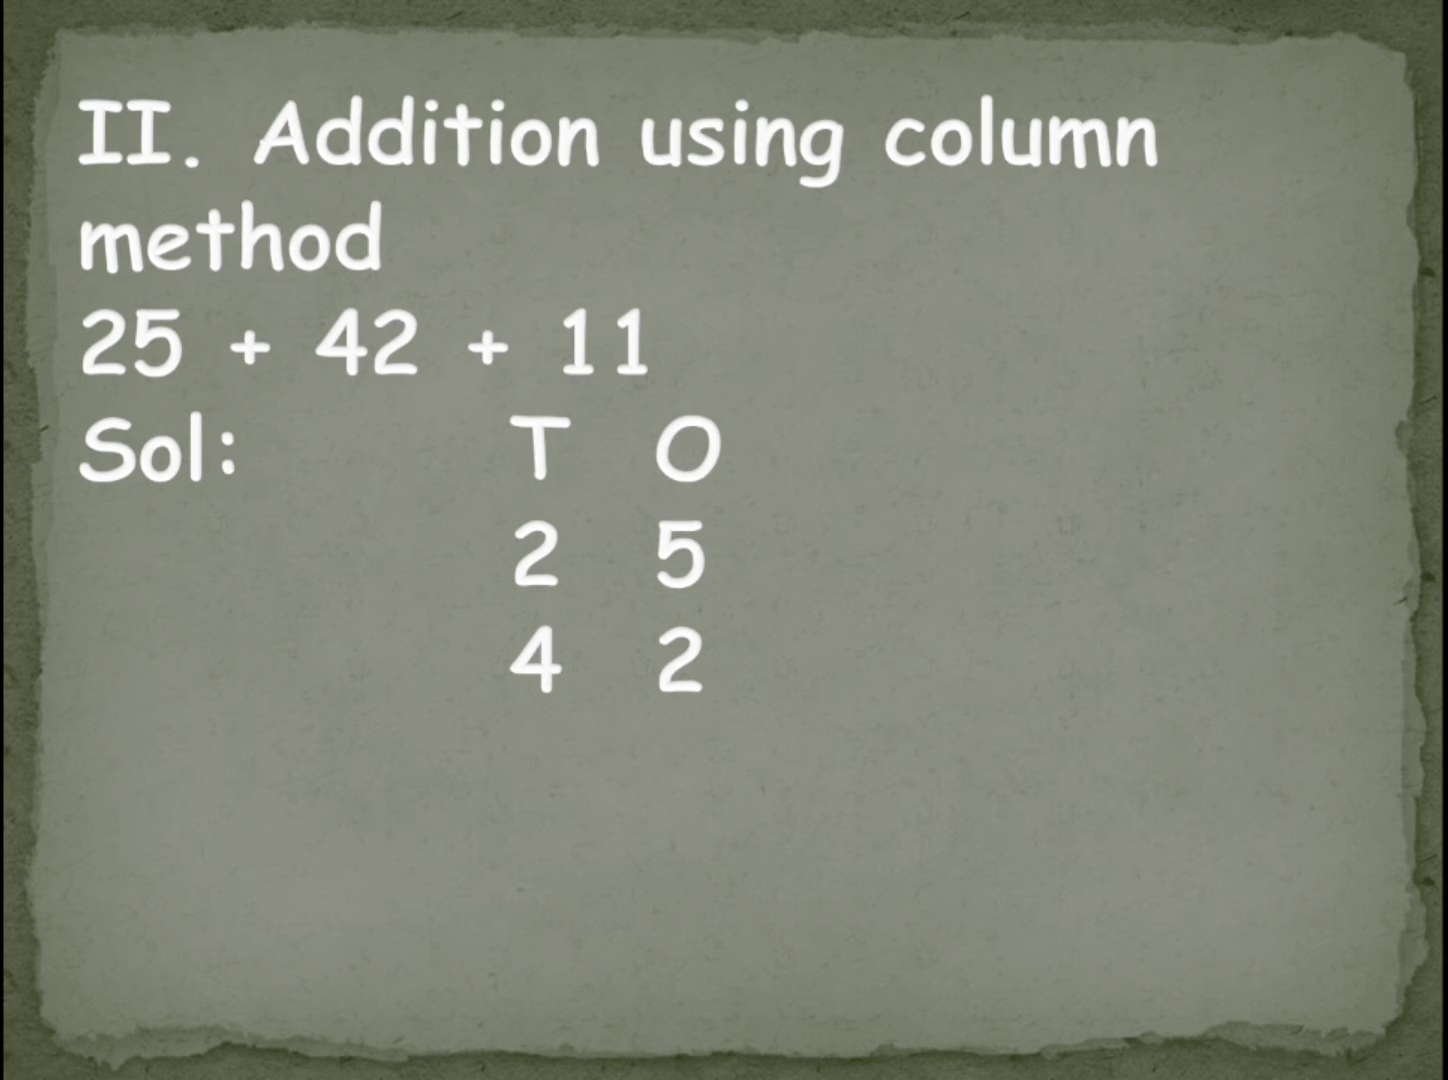 II. Addition using column
method
25 + 42 + 11
Sol: T O
2 5
4 2